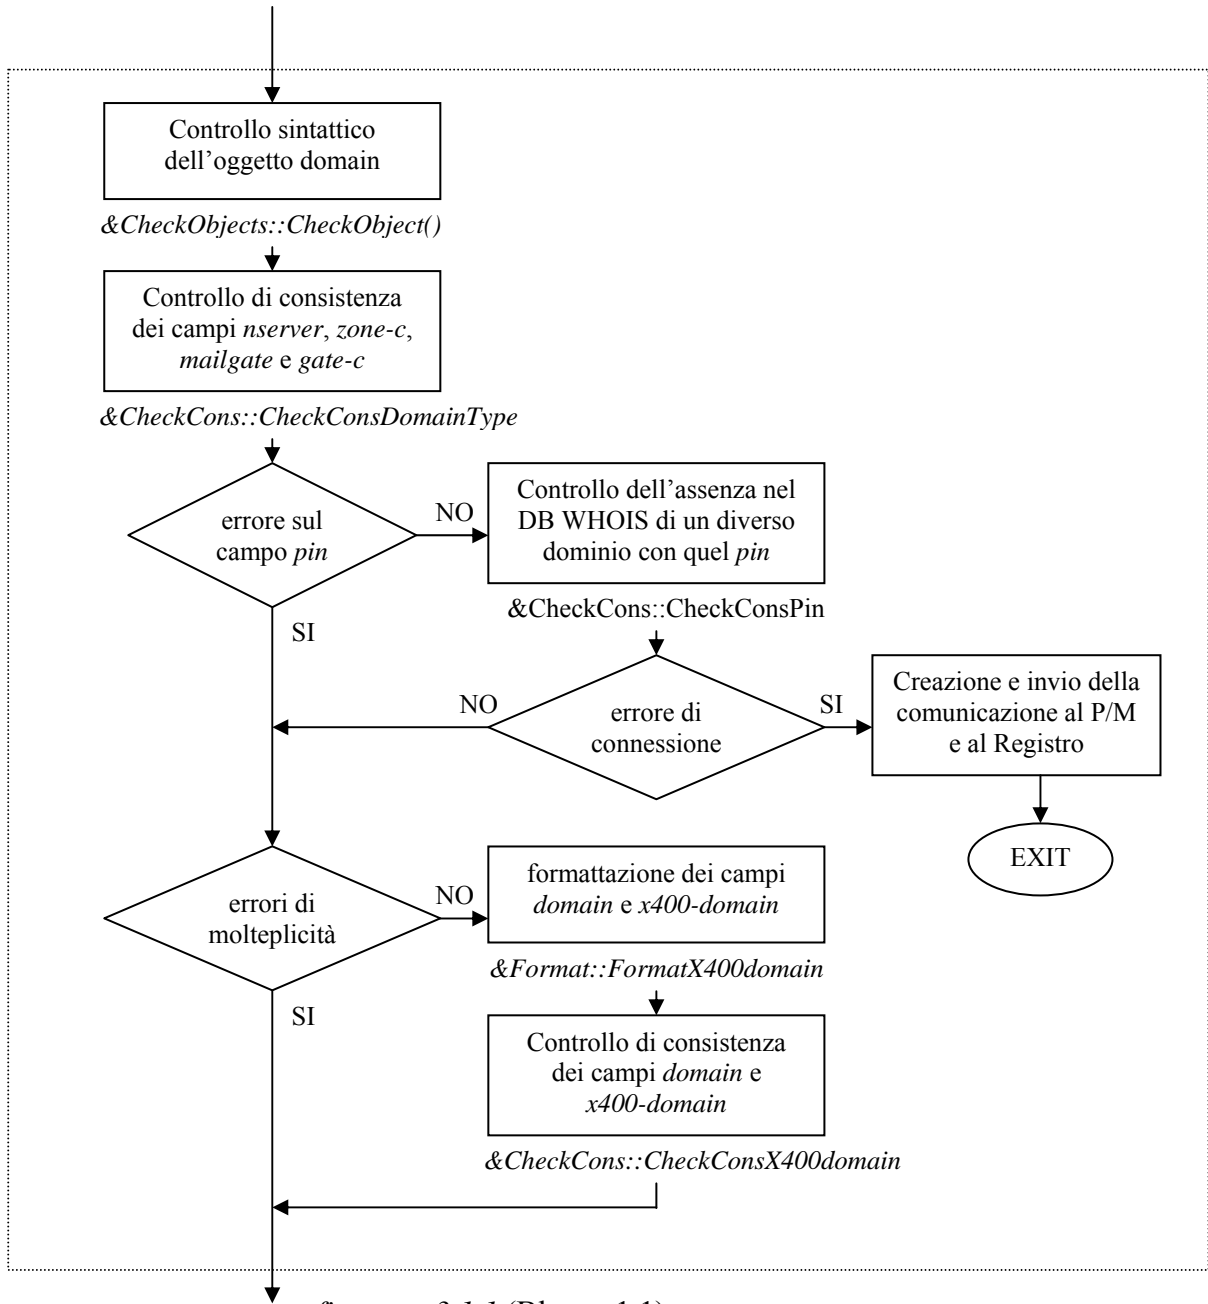 Controllo sintattico
dell’oggetto domain
&CheckObjects::CheckObject()
Controllo di consistenza
dei campi nserver, zone-c,
mailgate e gate-c
&CheckCons::CheckConsDomainType
errore sul
campo pin
NO
Controllo dell’assenza nel
DB WHOIS di un diverso
dominio con quel pin
&CheckCons::CheckConsPin
SI
NO
errore di
connessione
SI
Creazione e invio della
comunicazione al P/M
e al Registro
EXIT
errori di
molteplicità
NO
formattazione dei campi
domain e x400-domain
&Format::FormatX400domain
SI
Controllo di consistenza
dei campi domain e
x400-domain
&CheckCons::CheckConsX400domain